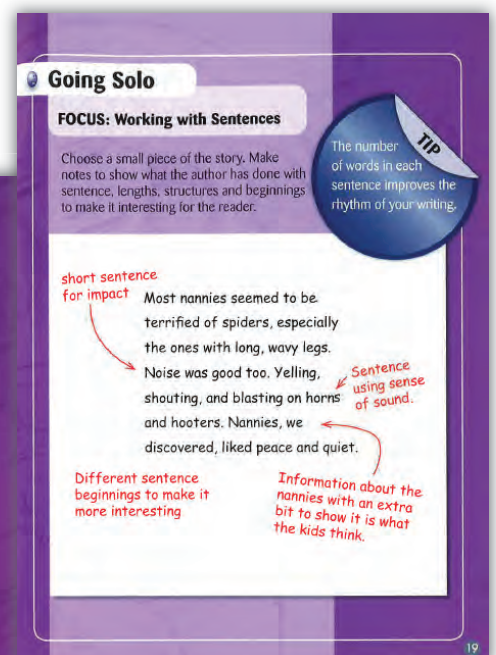 Going Solo
FOCUS: Working with Sentences
Choose a small piece of the story. Make
notes to show what the author has done with
sentence, lengths, structures and beginnings
to make it interesting for the reader.
TIP
The number
of words in each
sentence improves the
rhythm of your writing.
short sentence
for impact
Most nannies seemed to be
terrified of spiders, especially
the ones with long, wavy legs.
Noise was good too. Yelling,
shouting, and blasting on horns
and hooters. Nannies, we
discovered, liked peace and quiet.
Sentence
using sense
of sound.
Different sentence
beginnings to make it
more interesting
Information about the
nannies with an extra
bit to show it is what
the kids think.
19